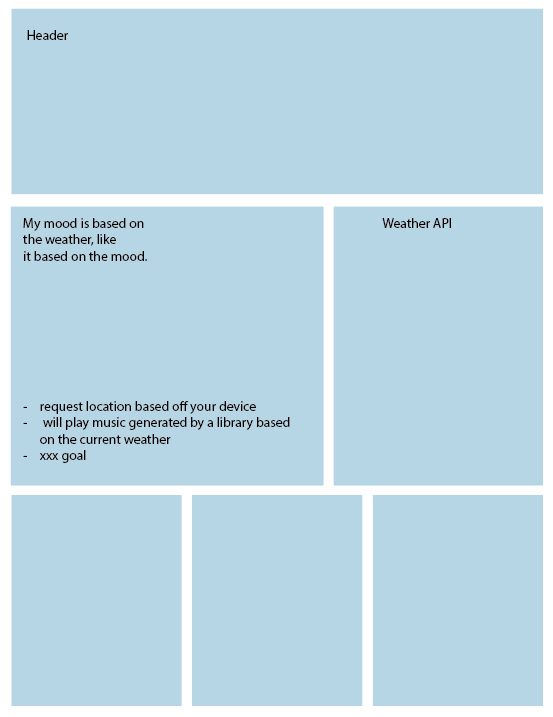 Header
My mood is based on
the weather, like
it based on the mood.
- request location based off your device
- will play music generated by a library based
on the current weather
- xxx goal
Weather API